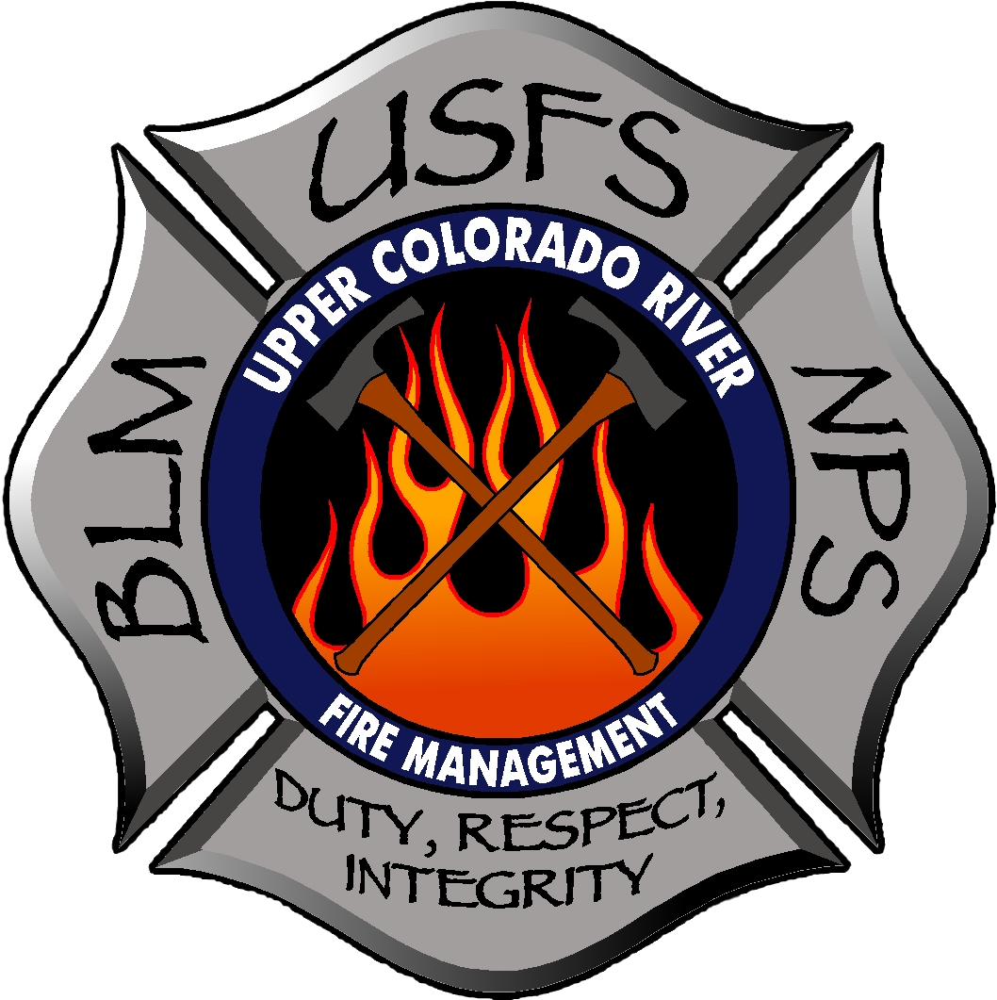 USFS
UPPER COLORADO RIVER
BLM
NPS
FIRE MANAGEMENT
DUTY, RESPECT,
INTEGRITY